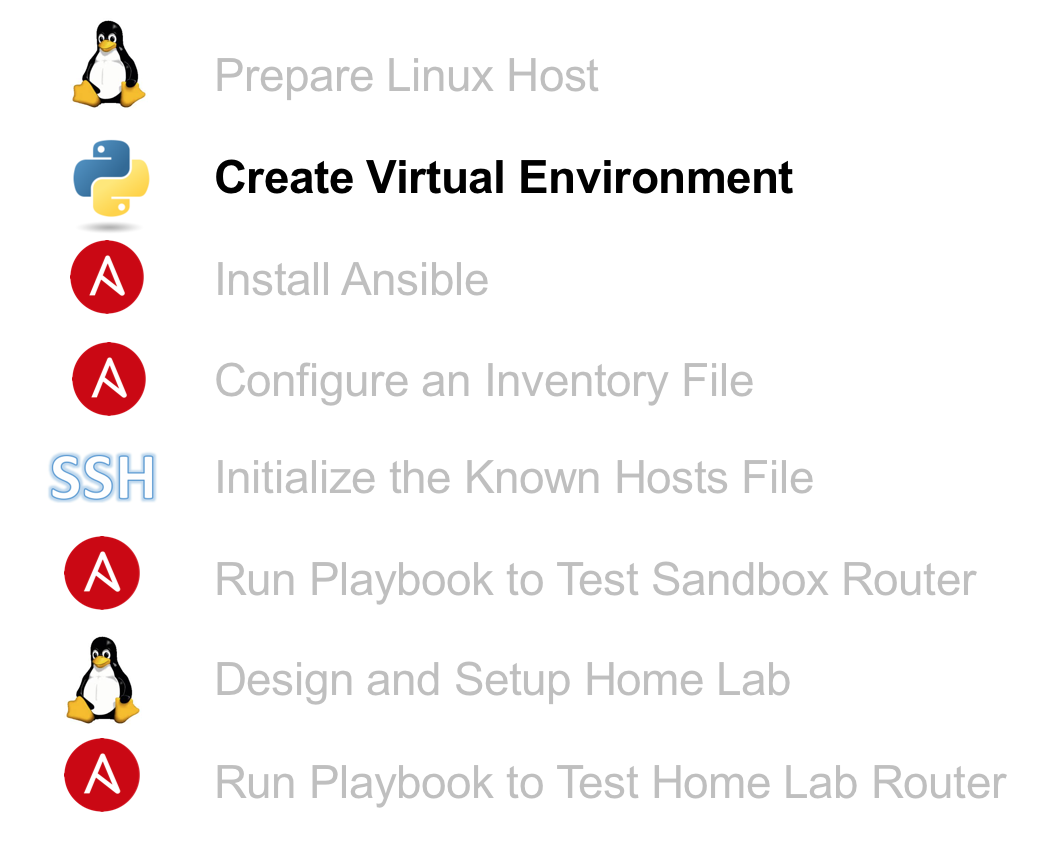 Prepare Linux Host
Create Virtual Environment
Install Ansible
Configure an Inventory File
SSH Initialize the Known Hosts File
Run Playbook to Test Sandbox Router
Design and Setup Home Lab
Run Playbook to Test Home Lab Router